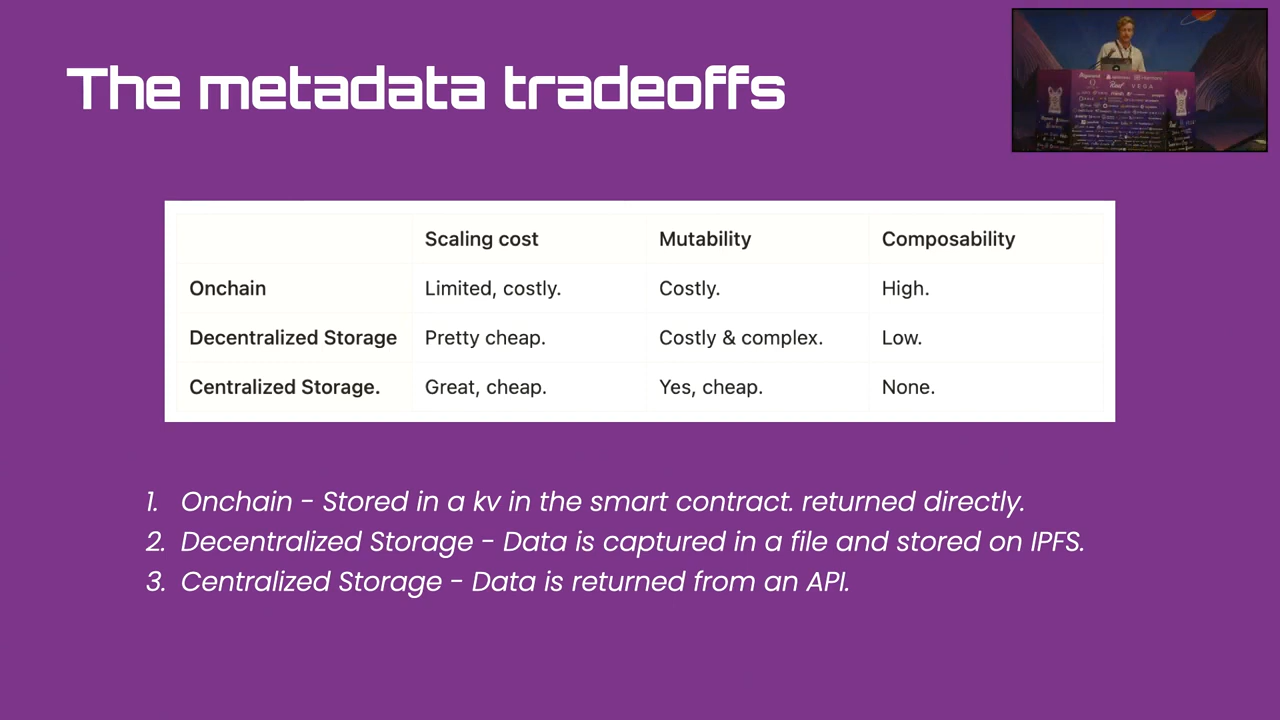 The metadata tradeoffs
Scaling cost Mutability Composability
Onchain Limited, costly. Costly. High.
Decentralized Storage Pretty cheap. Costly & complex. Low.
Centralized Storage. Great, cheap. Yes, cheap. None.
1. Onchain - Stored in a kv in the smart contract. returned directly.
2. Decentralized Storage - Data is captured in a file and stored on IPFS.
3. Centralized Storage - Data is returned from an API.
VEGA